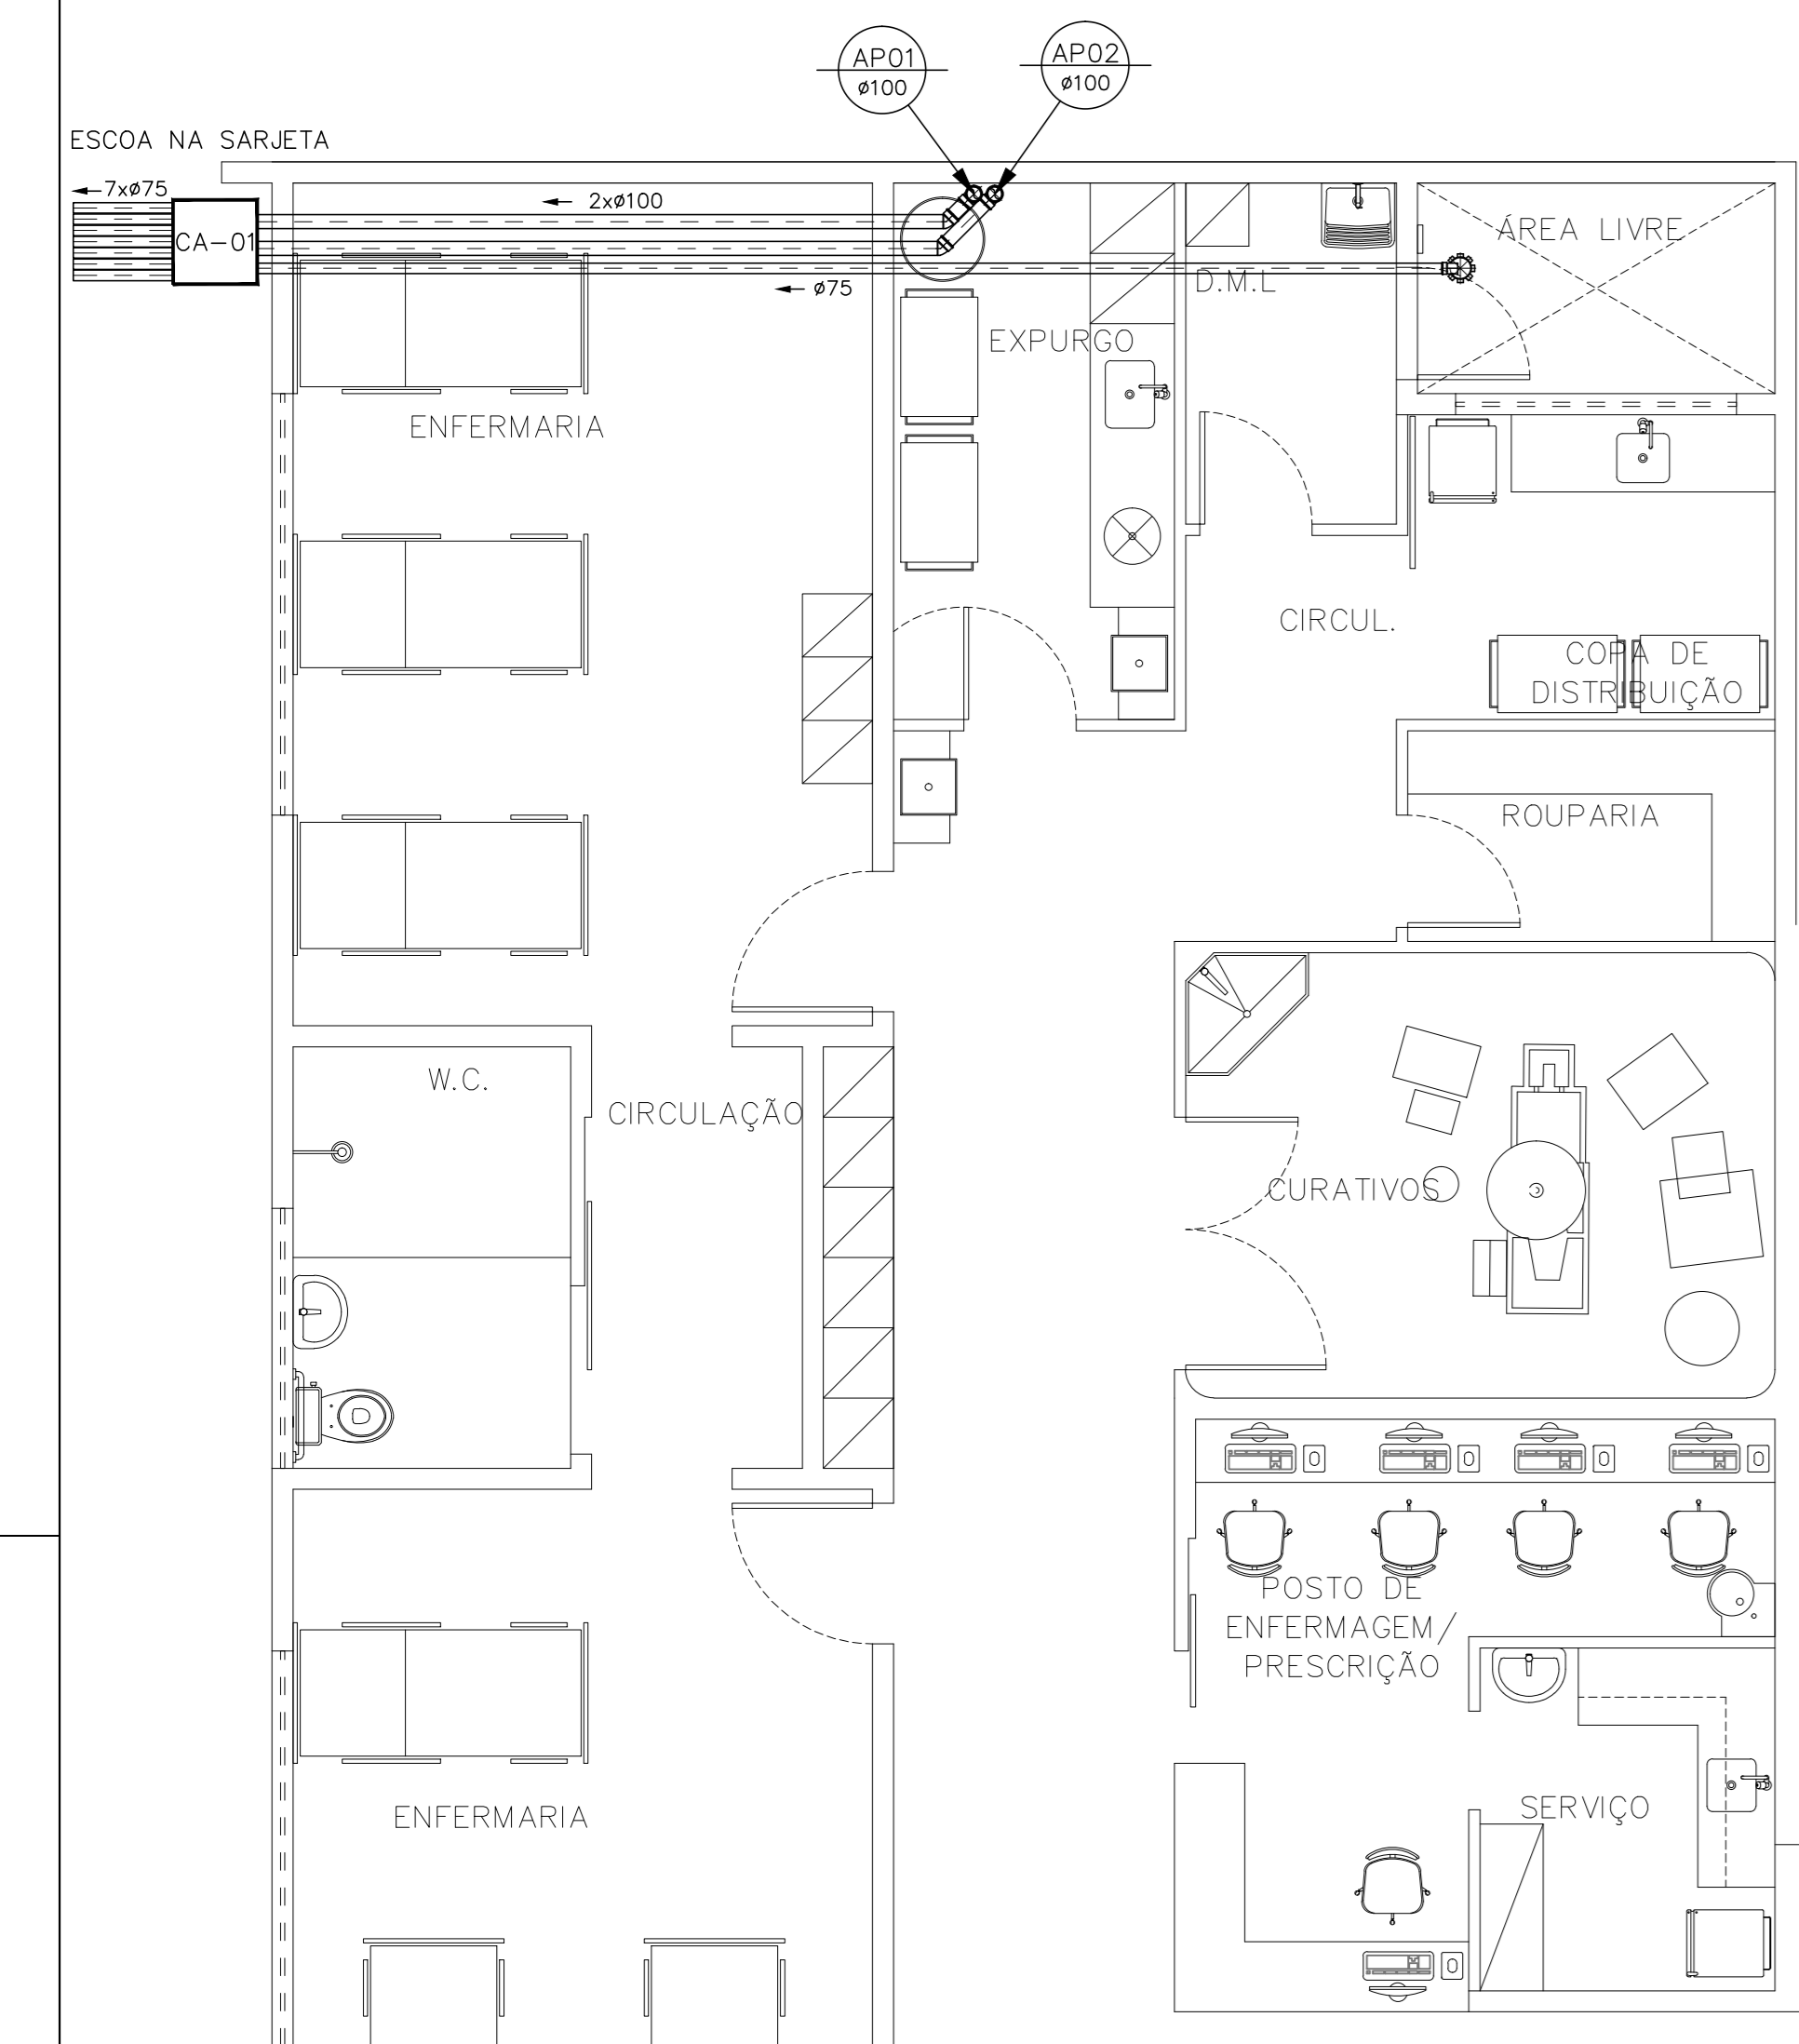 AP01
ø100
AP02
ø100
ESCOA NA SARJETA
7xø75
2xø100
CA-01
ÁREA LIVRE
D.M.L
ø75
EXPURGO
ENFERMARIA
CIRCUL.
COPA DE
DISTRIBUIÇÃO
ROUPARIA
W.C.
CIRCULAÇÃO
CURATIVOS
POSTO DE
ENFERMAGEM/
PRESCRIÇÃO
SERVIÇO
ENFERMARIA